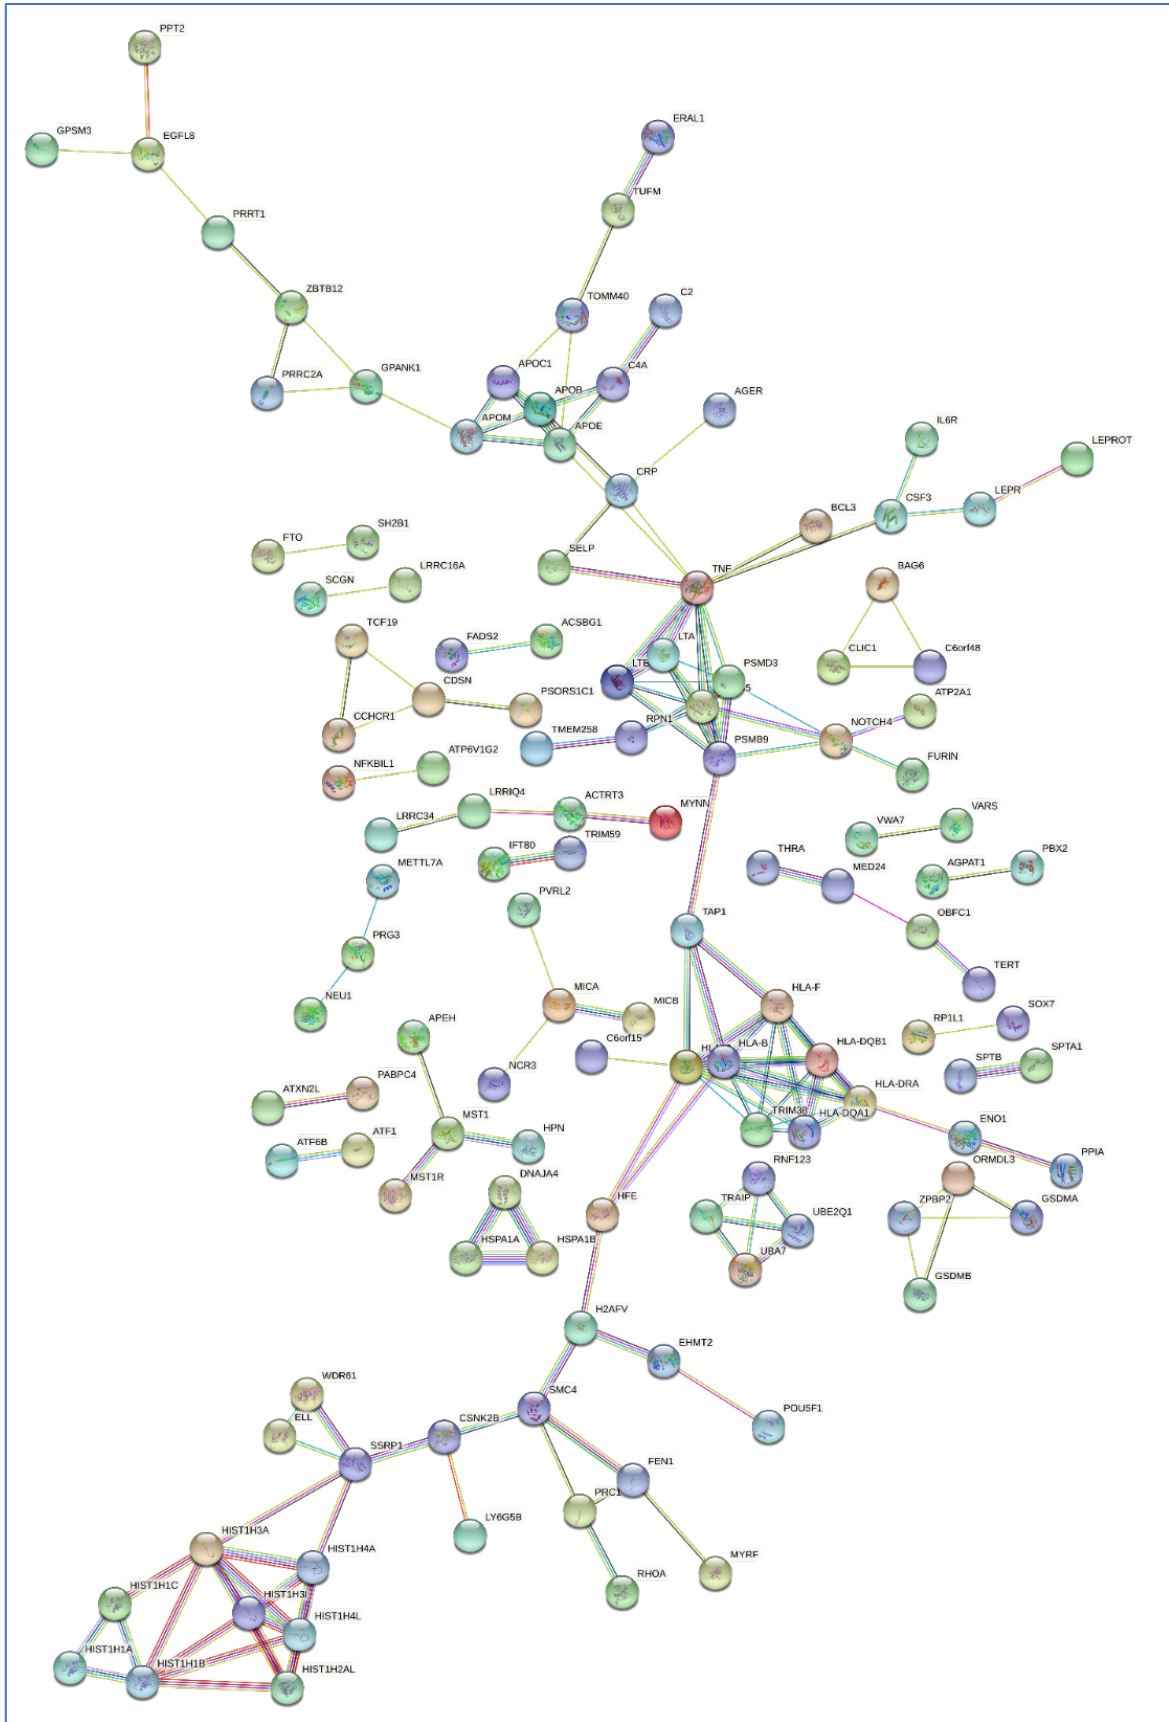 PPT2
GPSM3
EGFL8
ERAL1
TUFM
PRRT1
ZBTB12
TOMM40
C2
PRRC2A
GPANK1
APOC1
APOB
C4A
AGER
APOM
APOE
IL6R
LEPROT
CRP
CSF3
LEPR
BCL3
FTO
SH2B1
SELP
TNF
BAG6
SCGN
LRRC16A
TCF19
FADS2
ACSBG1
LTA
LTB
PSMD3
CLIC1
C6orf48
CDSN
PSORS1C1
5
ATP2A1
CCHCR1
TMEM258
RPN1
NOTCH4
PSMB9
FURIN
NFKBIL1
ATP6V1G2
LRRIQ4
ACTRT3
MYNN
LRRC34
VWA7
VARS
IFT80
TRIM59
METTL7A
THRA
MED24
AGPAT1
PBX2
PVRL2
TAP1
OBFC1
PRG3
TERT
NEU1
MICA
MICB
HLA-F
APEH
C6orf15
RP1L1
SOX7
HL
HLA-B
HLA-DQB1
NCR3
SPTB
SPTA1
ATXN2L
PABPC4
HLA-DRA
MST1
HPN
TRIM38
HLA-DQA1
ENO1
PPIA
ATF6B
ATF1
MST1R
DNAJA4
RNF123
ORMDL3
HFE
TRAIP
UBE2Q1
ZPBP2
GSDMA
HSPA1A
HSPA1B
UBA7
GSDMB
H2AFV
EHMT2
WDR61
SMC4
POU5F1
ELL
CSNK2B
SSRP1
FEN1
PRC1
LY6G5B
HIST1H3A
HIST1H4A
MYRF
RHOA
HIST1H1C
HIST1H3I
HIST1H4L
HIST1H1A
HIST1H1B
HIST1H2AL